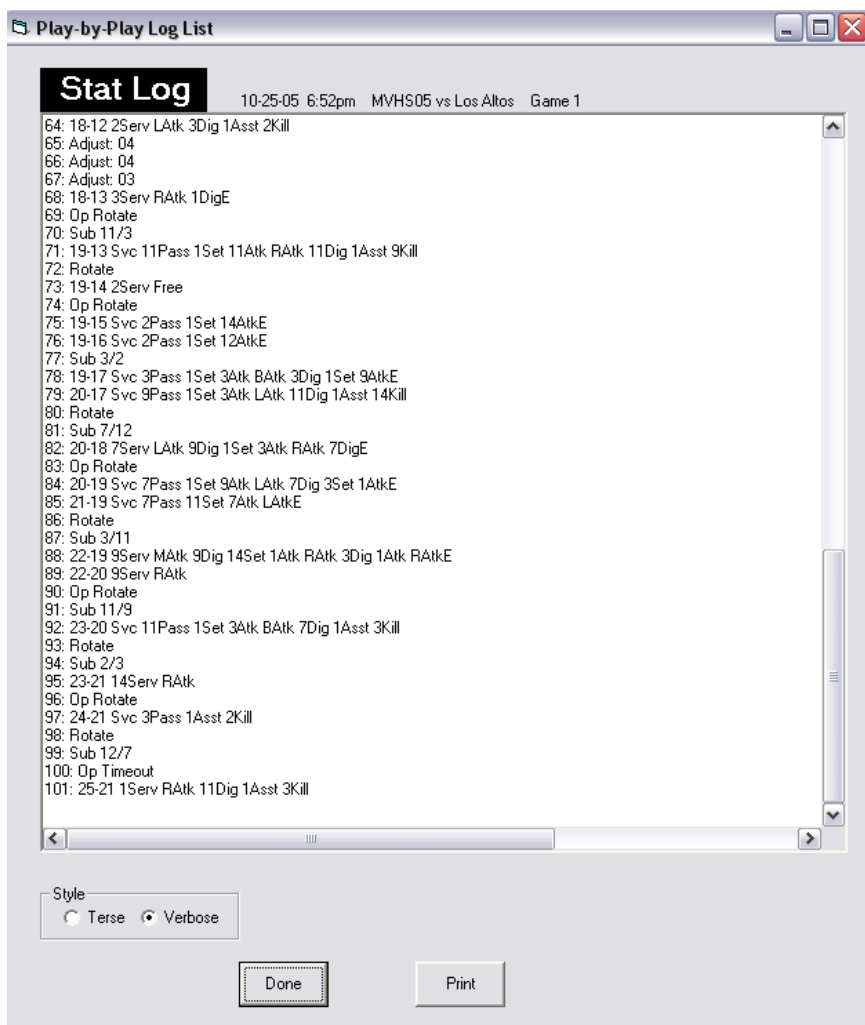 Play-by-Play Log List
Stat Log 10-25-05 6:52pm MVHS05 vs Los Altos Game 1
64: 18-12 2Serv LAtk 3Dig 1Asst 2Kill
65: Adjust: 04
66: Adjust: 04
67: Adjust: 03
68: 18-13 3Serv RAtk 1DigE
69: Op Rotate
70: Sub 11/3
71: 19-13 Svc 11Pass 1Set 11Atk RAtk 11Dig 1Asst 9Kill
72: Rotate
73: 19-14 2Serv Free
74: Op Rotate
75: 19-15 Svc 2Pass 1Set 14AtkE
76: 19-16 Svc 2Pass 1Set 12AtkE
77: Sub 3/2
78: 19-17 Svc 3Pass 1Set 3Atk BAtk 3Dig 1Set 9AtkE
79: 20-17 Svc 9Pass 1Set 3Atk LAtk 11Dig 1Asst 14Kill
80: Rotate
81: Sub 7/12
82: 20-18 7Serv LAtk 9Dig 1Set 3Atk RAtk 7DigE
83: Op Rotate
84: 20-19 Svc 7Pass 1Set 9Atk LAtk 7Dig 3Set 1AtkE
85: 21-19 Svc 7Pass 11Set 7Atk LAtkE
86: Rotate
87: Sub 3/11
88: 22-19 9Serv MAtk 9Dig 14Set 1Atk RAtk 3Dig 1Atk RAtkE
89: 22-20 9Serv RAtk
90: Op Rotate
91: Sub 11/9
92: 23-20 Svc 11Pass 1Set 3Atk BAtk 7Dig 1Asst 3Kill
93: Rotate
94: Sub 2/3
95: 23-21 14Serv RAtk
96: Op Rotate
97: 24-21 Svc 3Pass 1Asst 2Kill
98: Rotate
99: Sub 12/7
100: Op Timeout
101: 25-21 1Serv RAtk 11Dig 1Asst 3Kill
Style
Terse Verbose
Done Print